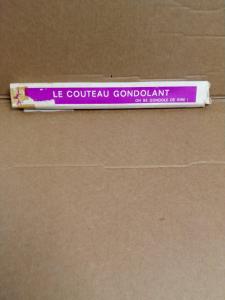 LE COUTEAU GONDOLANT
ON SE GONDOLE DE RIRE !